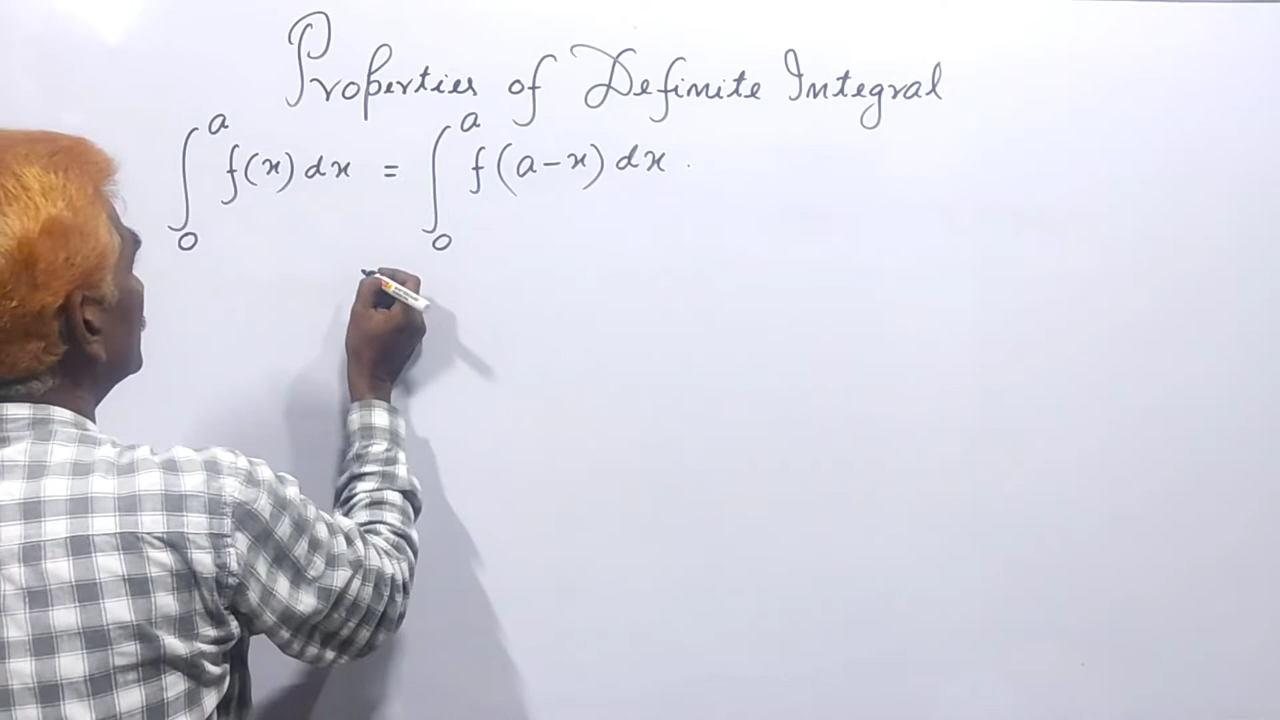 Properties of Definite Integral
∫₀ᵃ f(x) dx = ∫₀ᵃ f(a-x) dx .